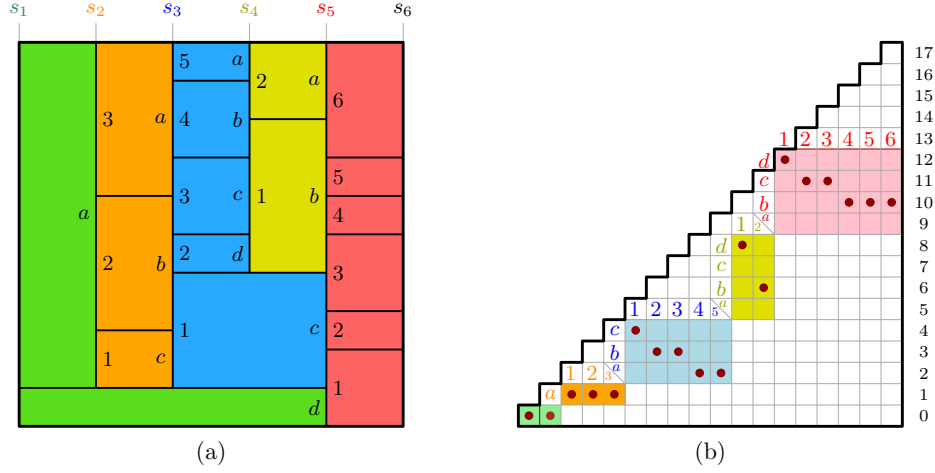 s1 s2 s3 s4 s5 s6
5 a
2 a
3 a
4 b
6
5
a
3 c
1 b
4
2 b
2 d
3
1 c
2
1 c
1
d
(a)
17
16
15
14
1 2 3 4 5 6 13
d 12
c 11
b 10
1 2 a 9
d 8
c 7
b 6
1 2 3 4 5 a 5
c 4
b 3
1 2 3 a 2
a 1
0
(b)